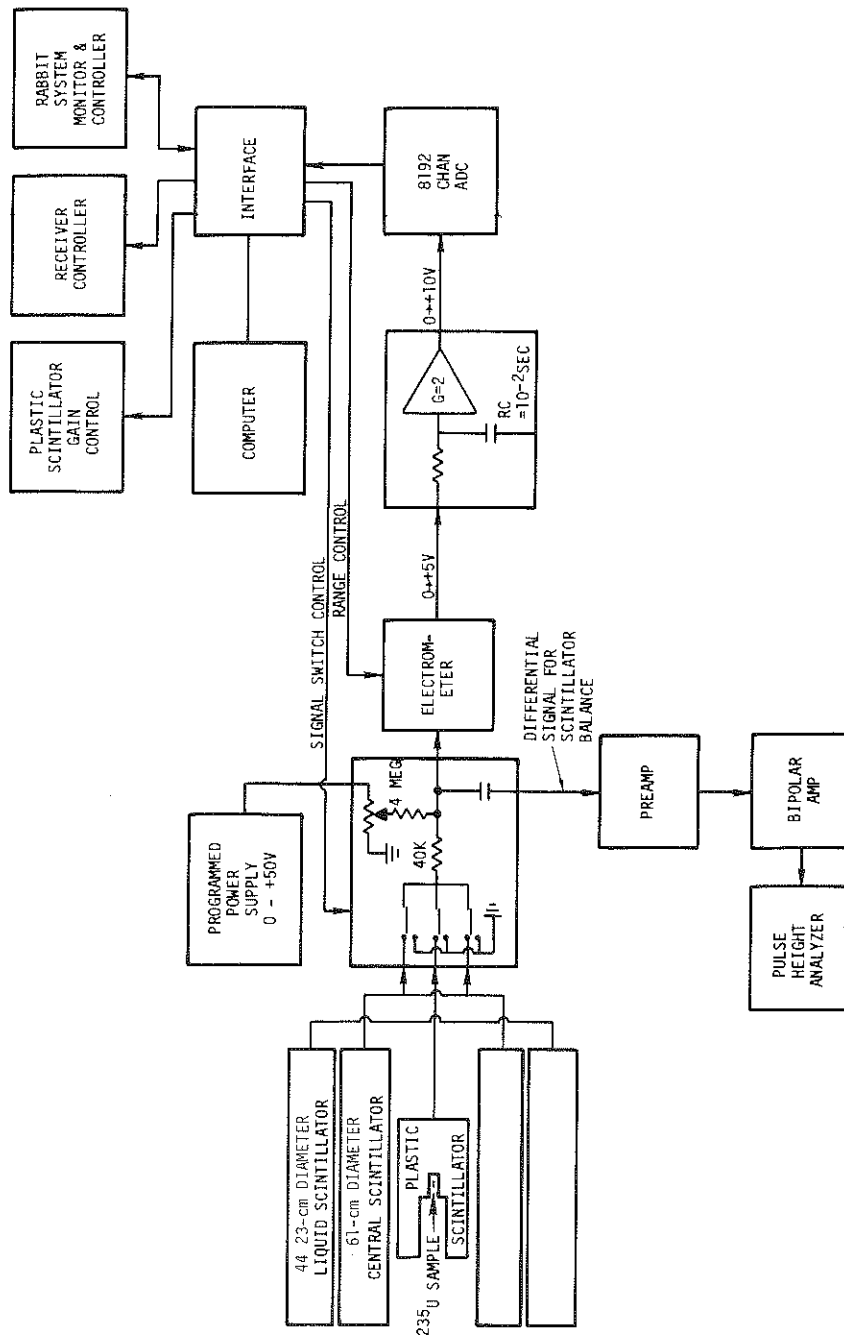 44 23-cm DIAMETER
LIQUID SCINTILLATOR
61-cm DIAMETER
CENTRAL SCINTILLATOR
PLASTIC
SCINTILLATOR
235U SAMPLE
PROGRAMMED
POWER
SUPPLY
0 - +50V
4 MEG
40K
SIGNAL SWITCH CONTROL
RANGE CONTROL
ELECTROM-
ETER
DIFFERENTIAL
SIGNAL FOR
SCINTILLATOR
BALANCE
PREAMP
BIPOLAR
AMP
PULSE
HEIGHT
ANALYZER
0→+5V
G=2
RC
=10-2SEC
0→+10V
8192
CHAN
ADC
INTERFACE
COMPUTER
PLASTIC
SCINTILLATOR
GAIN
CONTROL
RECEIVER
CONTROLLER
RABBIT
SYSTEM
MONITOR &
CONTROLLER